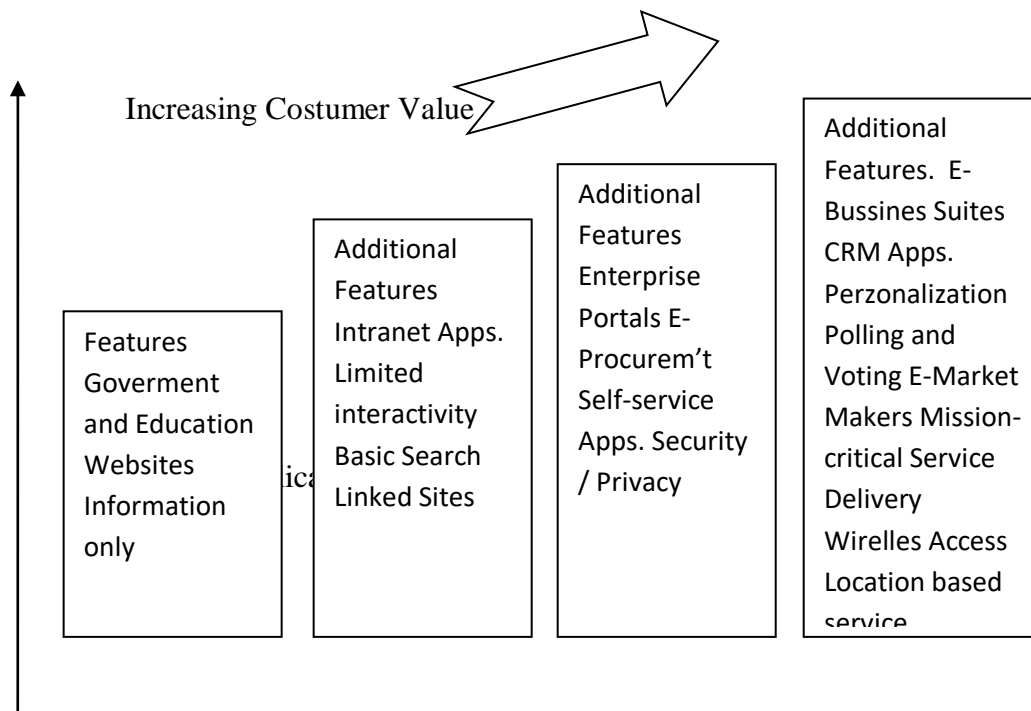 Increasing Costumer Value
Features
Goverment
and Education
Websites
Information
only
Additional
Features
Intranet Apps.
Limited
interactivity
Basic Search
Linked Sites
Additional
Features
Enterprise
Portals E-
Procurem’t
Self-service
Apps. Security
/ Privacy
Additional
Features.  E-
Bussines Suites
CRM Apps.
Perzonalization
Polling and
Voting E-Market
Makers Mission-
critical Service
Delivery
Wirelles Access
Location based
service